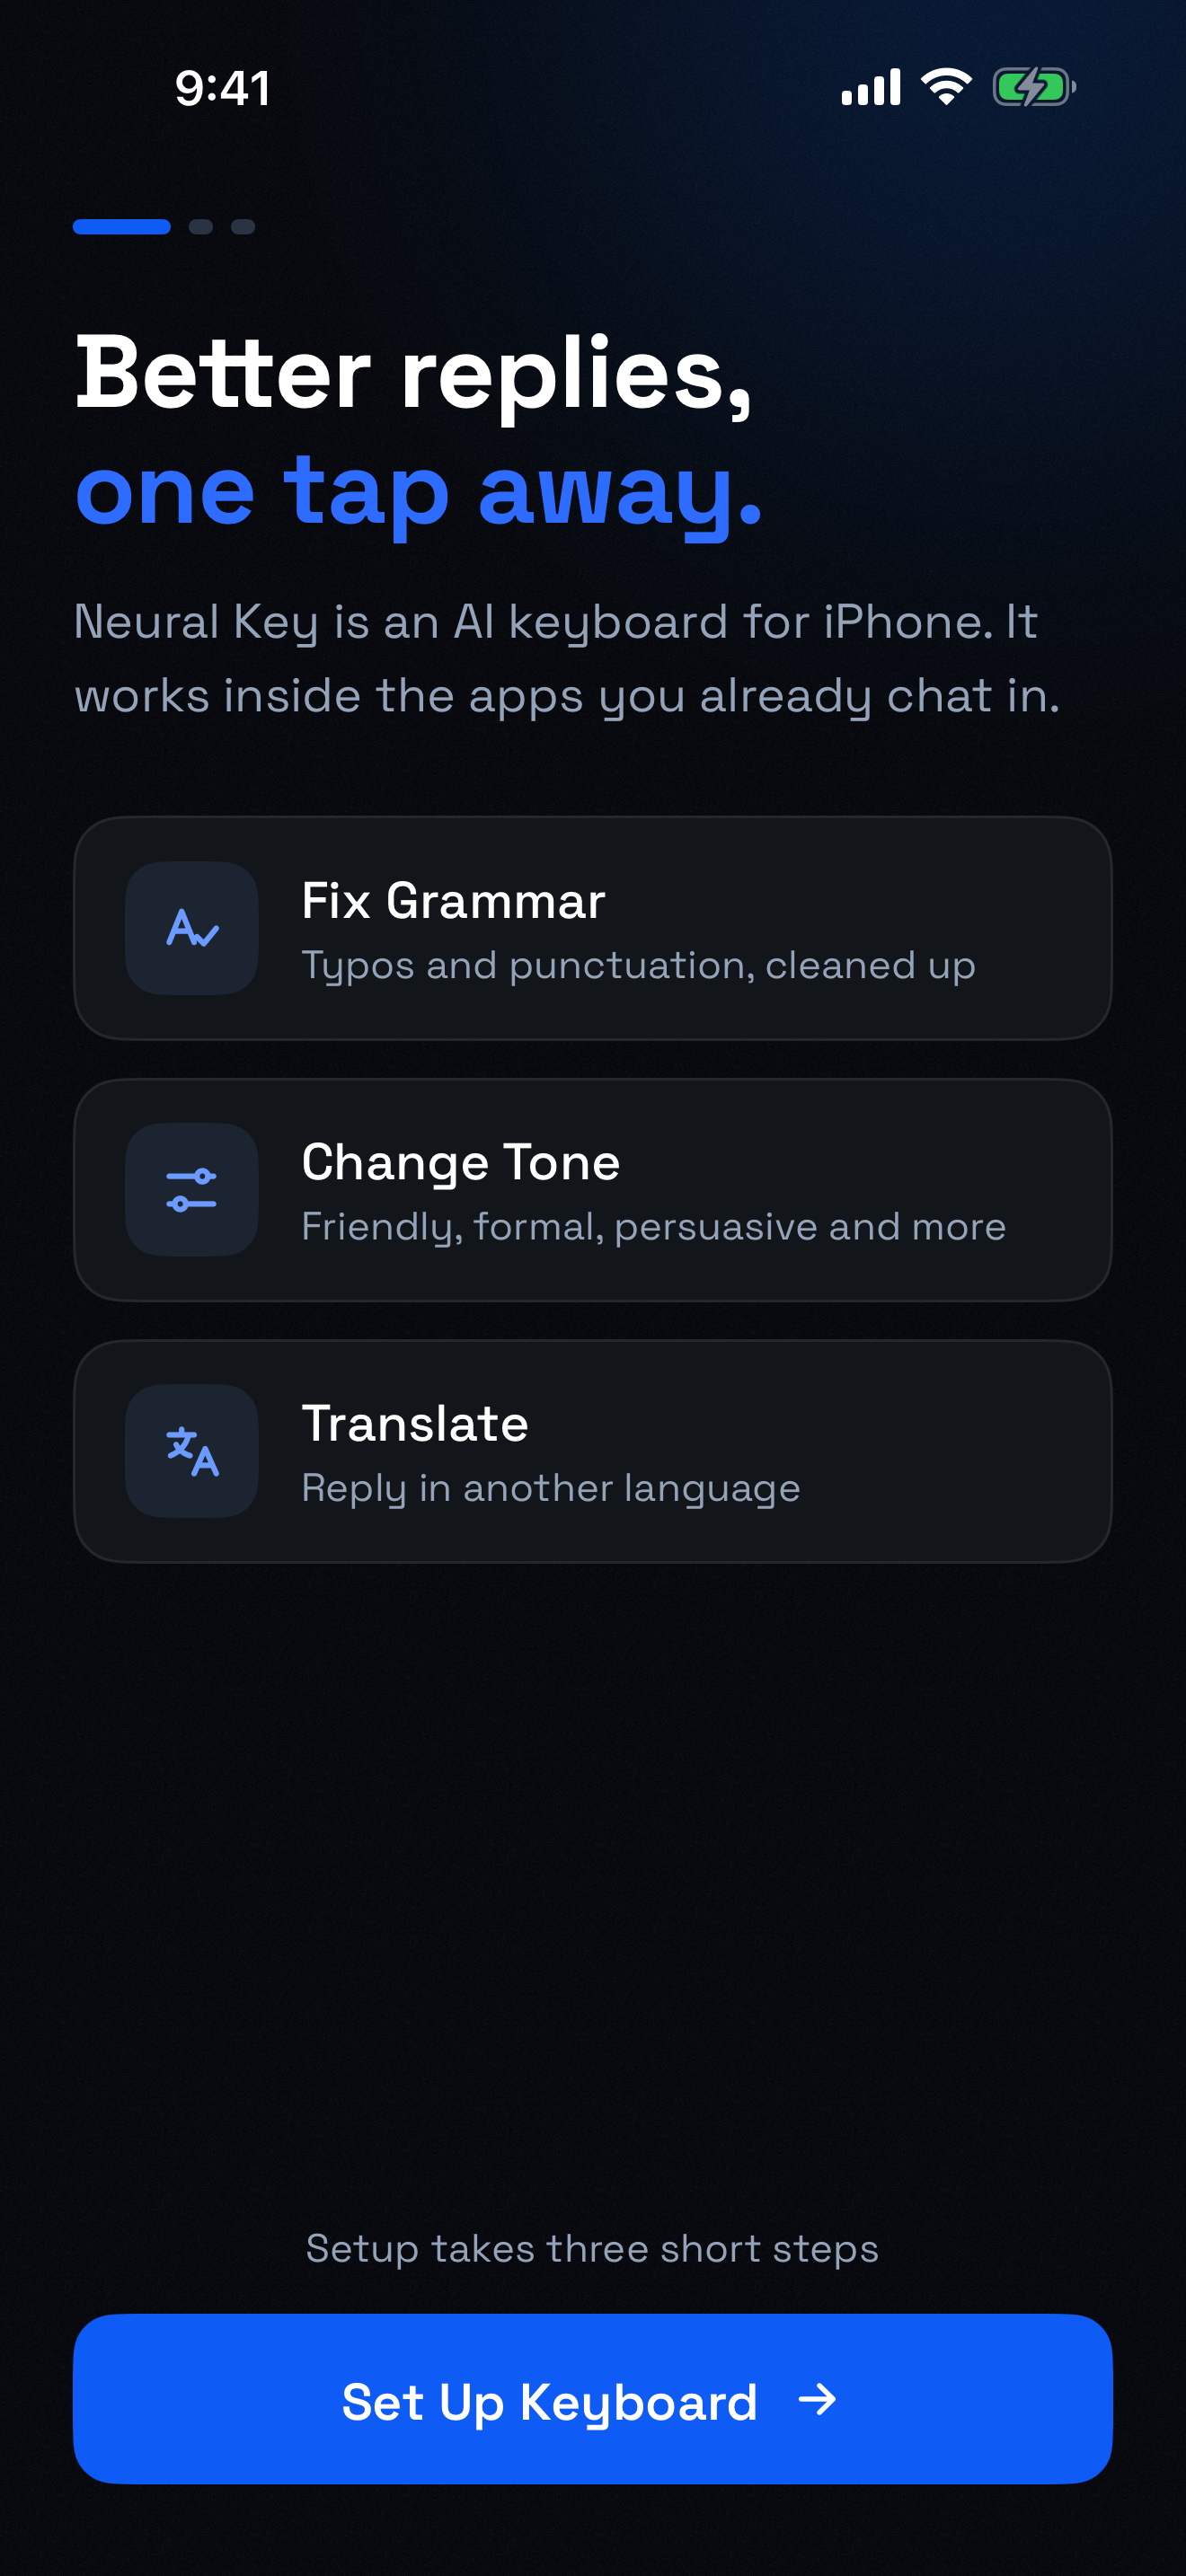 9:41
Better replies,
one tap away.
Neural Key is an AI keyboard for iPhone. It
works inside the apps you already chat in.
Fix Grammar
Typos and punctuation, cleaned up
Change Tone
Friendly, formal, persuasive and more
Translate
Reply in another language
Setup takes three short steps
Set Up Keyboard →